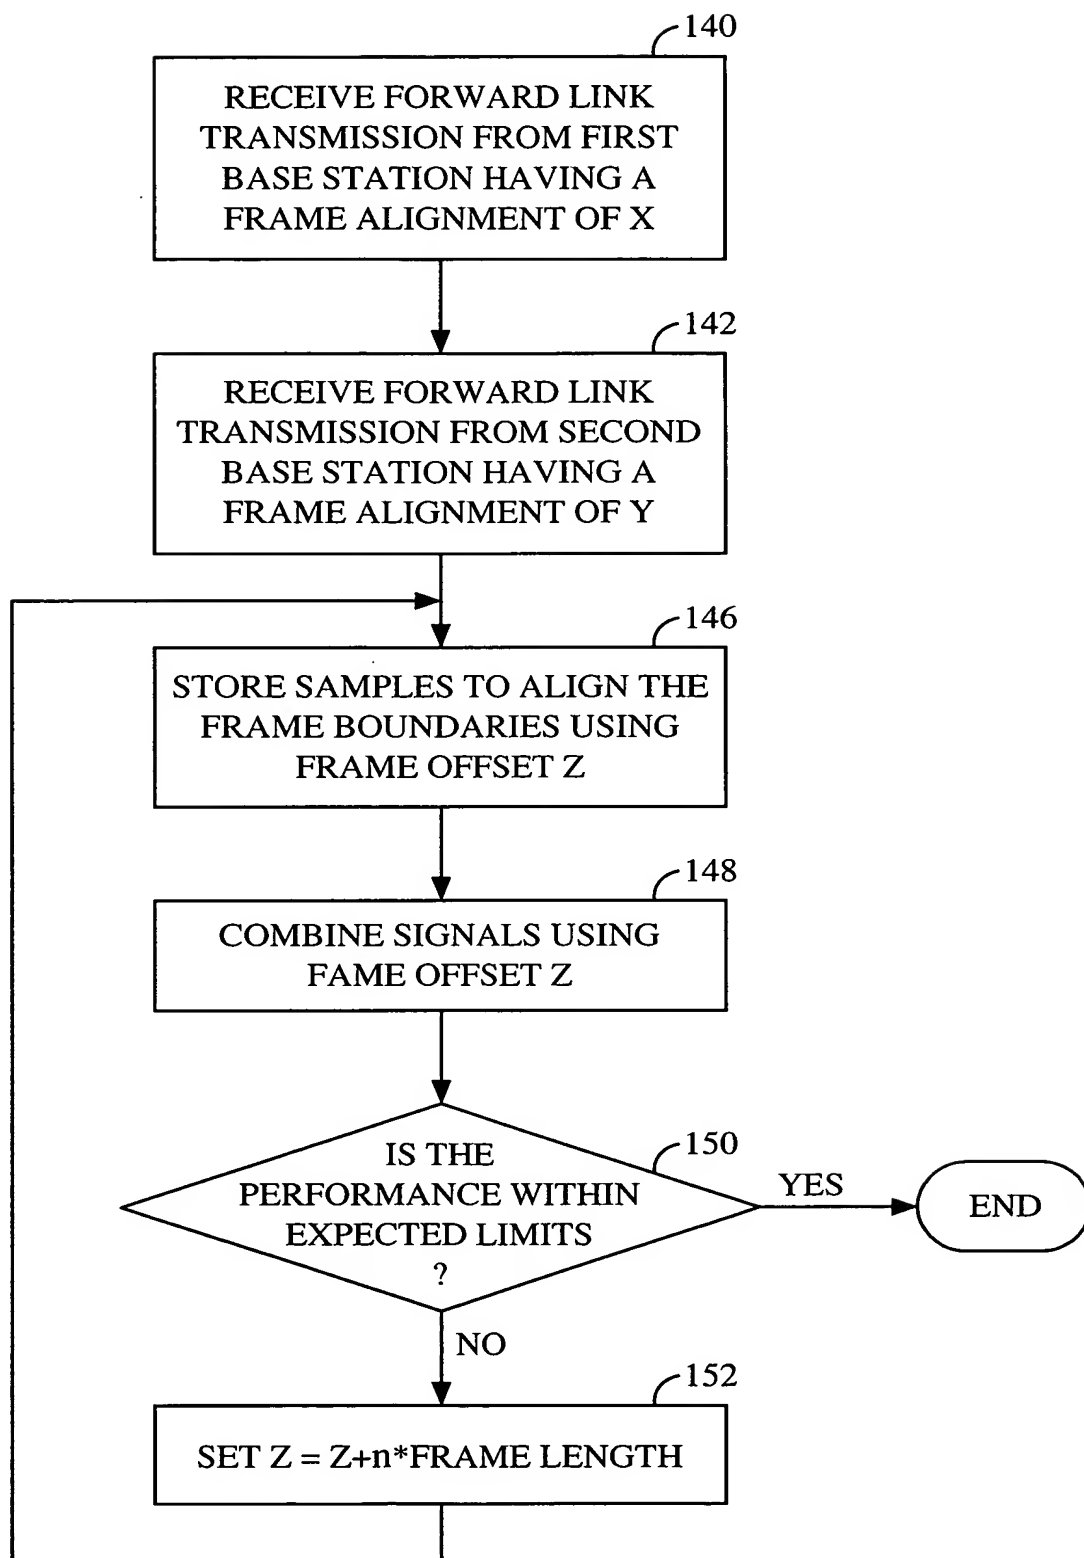 140
RECEIVE FORWARD LINK
TRANSMISSION FROM FIRST
BASE STATION HAVING A
FRAME ALIGNMENT OF X
142
RECEIVE FORWARD LINK
TRANSMISSION FROM SECOND
BASE STATION HAVING A
FRAME ALIGNMENT OF Y
146
STORE SAMPLES TO ALIGN THE
FRAME BOUNDARIES USING
FRAME OFFSET Z
148
COMBINE SIGNALS USING
FAME OFFSET Z
150
IS THE
PERFORMANCE WITHIN
EXPECTED LIMITS
?
YES
END
NO
152
SET Z = Z+n*FRAME LENGTH